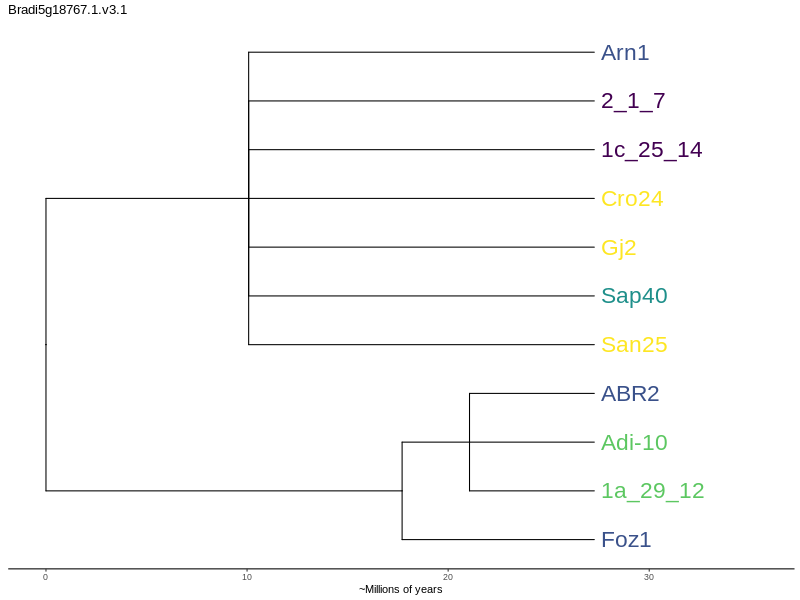 Bradi5g18767.1.v3.1
Arn1
2_1_7
1c_25_14
Cro24
Gj2
Sap40
San25
ABR2
Adi-10
1a_29_12
Foz1
0 10 20 30
~Millions of years